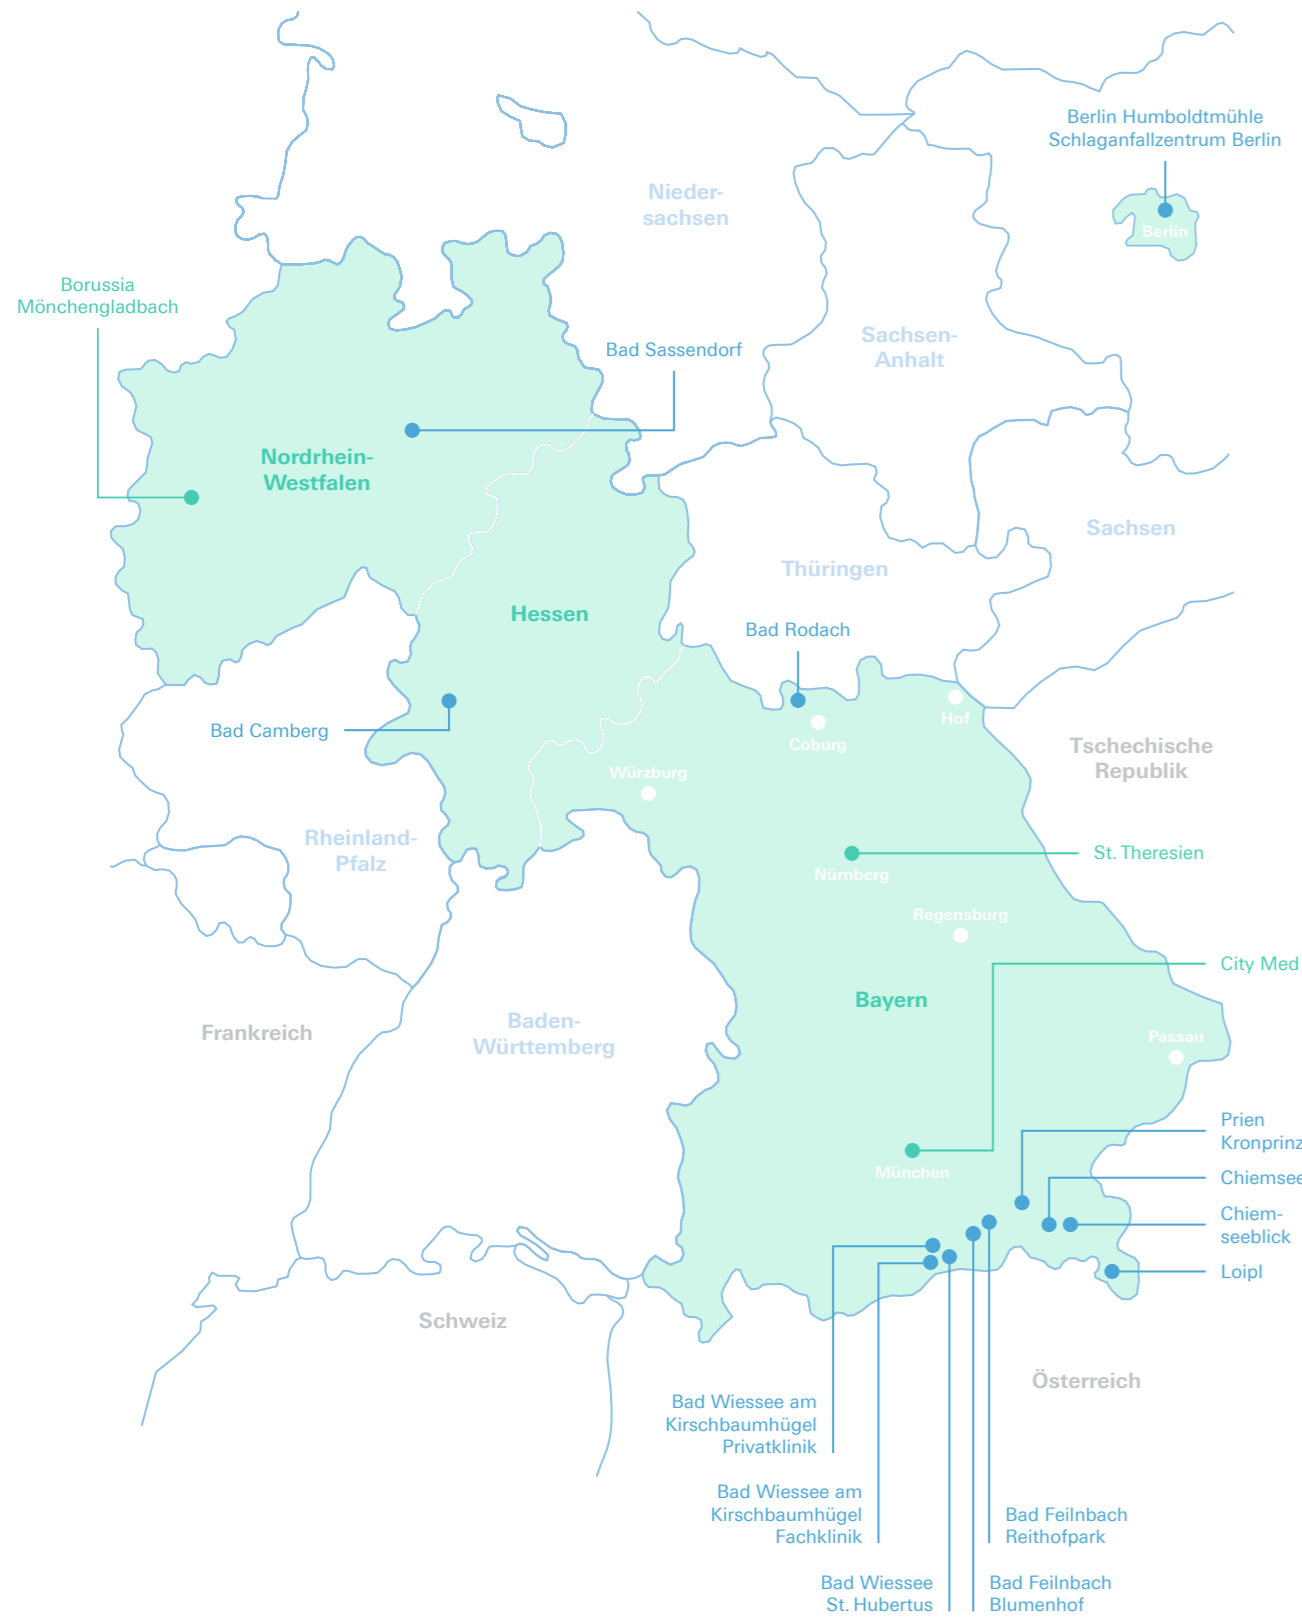 Berlin Humboldtmühle
Schlaganfallzentrum Berlin
Nieder-
sachsen
Berlin
Borussia
Mönchengladbach
Bad Sassendorf
Sachsen-
Anhalt
Nordrhein-
Westfalen
Sachsen
Thüringen
Hessen
Bad Rodach
Hof
Bad Camberg
Coburg
Tschechische
Republik
Würzburg
Rheinland-
Pfalz
St. Theresien
Nürnberg
Regensburg
City Med
Bayern
Frankreich
Baden-
Württemberg
Passau
Prien
Kronprinz
München
Chiemsee
Chiem-
seeblick
Loipl
Schweiz
Österreich
Bad Wiessee am
Kirschbaumhügel
Privatklinik
Bad Wiessee am
Kirschbaumhügel
Fachklinik
Bad Feilnbach
Reithofpark
Bad Wiessee
St. Hubertus
Bad Feilnbach
Blumenhof